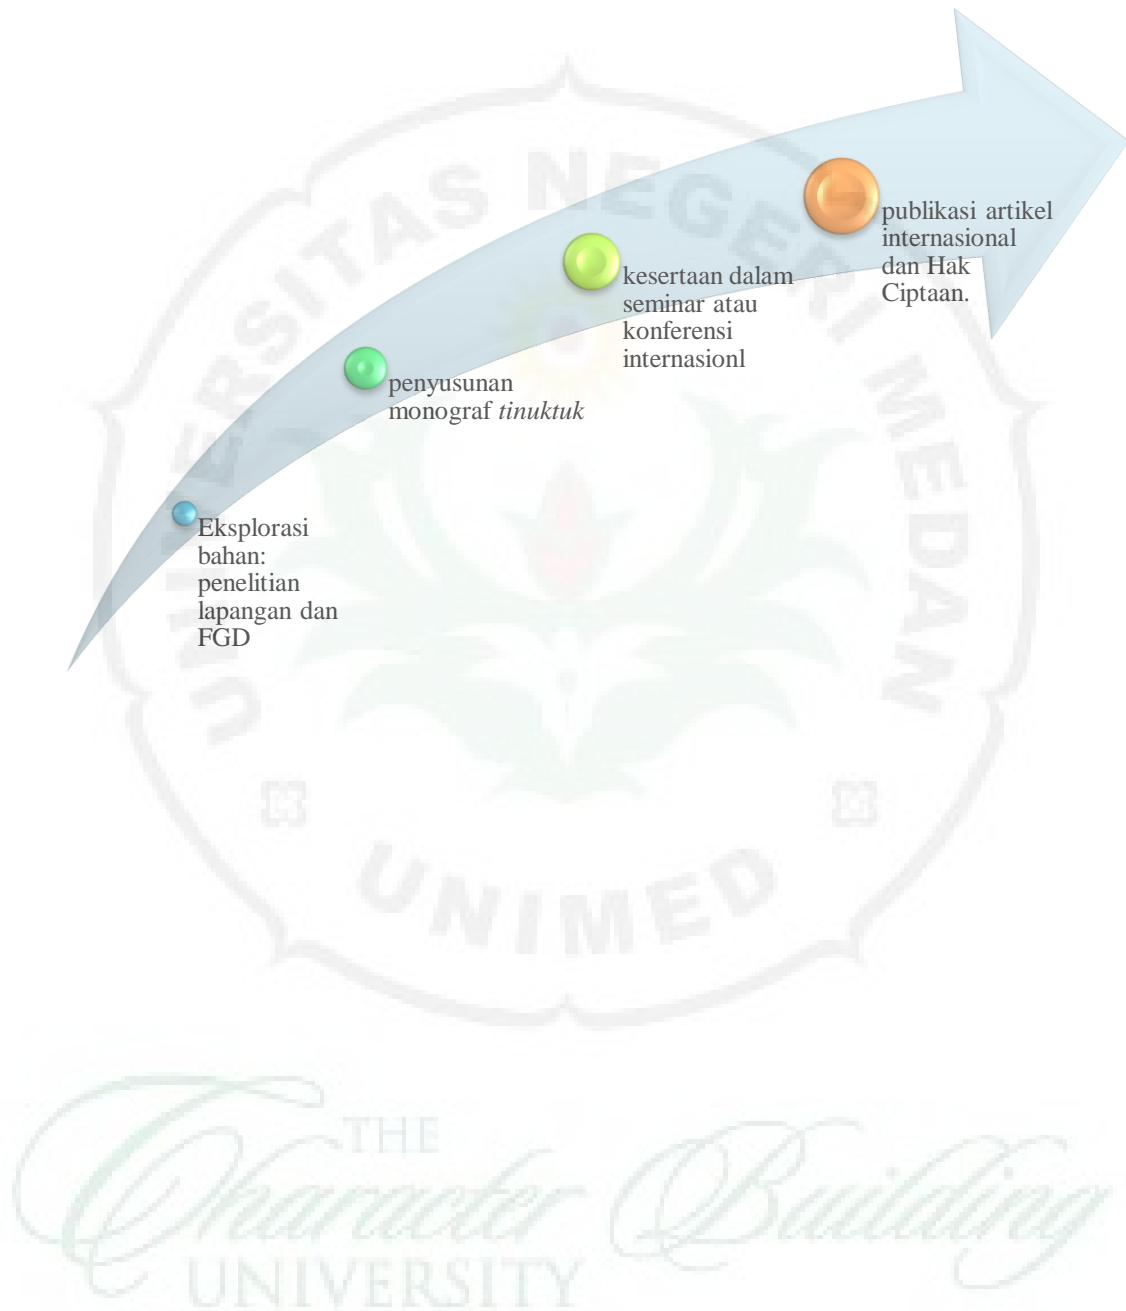 publikasi artikel
internasional
dan Hak
Ciptaan.
kesertaan dalam
seminar atau
konferensi
internasionl
penyusunan
monograf tinuktuk
Eksplorasi
bahan:
penelitian
lapangan dan
FGD
UNIVERSITAS NEGERI MEDAN
UNIMED
THE
Character Building
UNIVERSITY